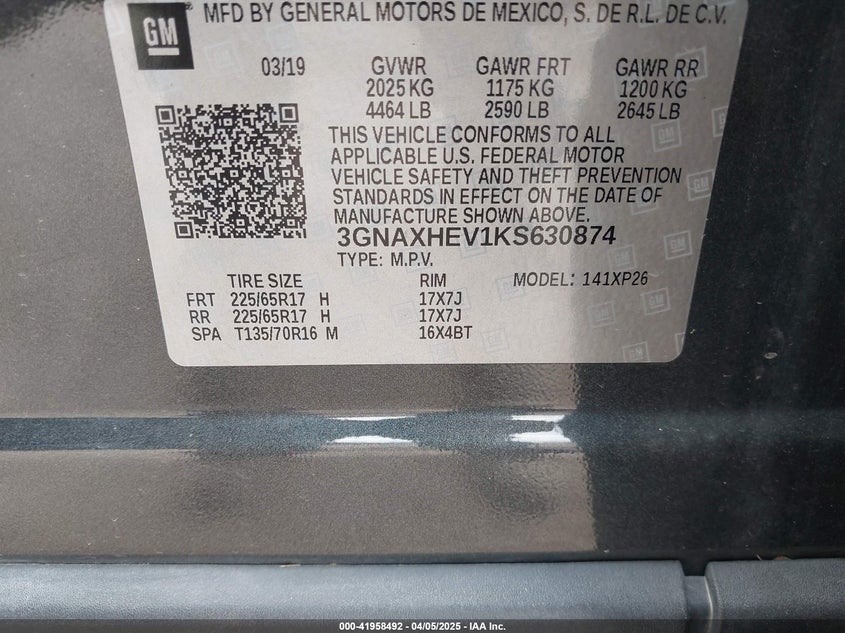 GM
® MFD BY GENERAL MOTORS DE MEXICO, S. DE R.L. DE C.V.
03/19 GVWR GAWR FRT GAWR RR
2025 KG 1175 KG 1200 KG
4464 LB 2590 LB 2645 LB
THIS VEHICLE CONFORMS TO ALL
APPLICABLE U.S. FEDERAL MOTOR
VEHICLE SAFETY AND THEFT PREVENTION
STANDARDS IN EFFECT ON THE DATE OF
MANUFACTURE SHOWN ABOVE.
3GNAXHEV1KS630874
TYPE: M.P.V.
TIRE SIZE RIM MODEL: 141XP26
FRT 225/65R17 H 17X7J
RR 225/65R17 H 17X7J
SPA T135/70R16 M 16X4BT
000-41958492 - 04/05/2025 - IAA Inc.